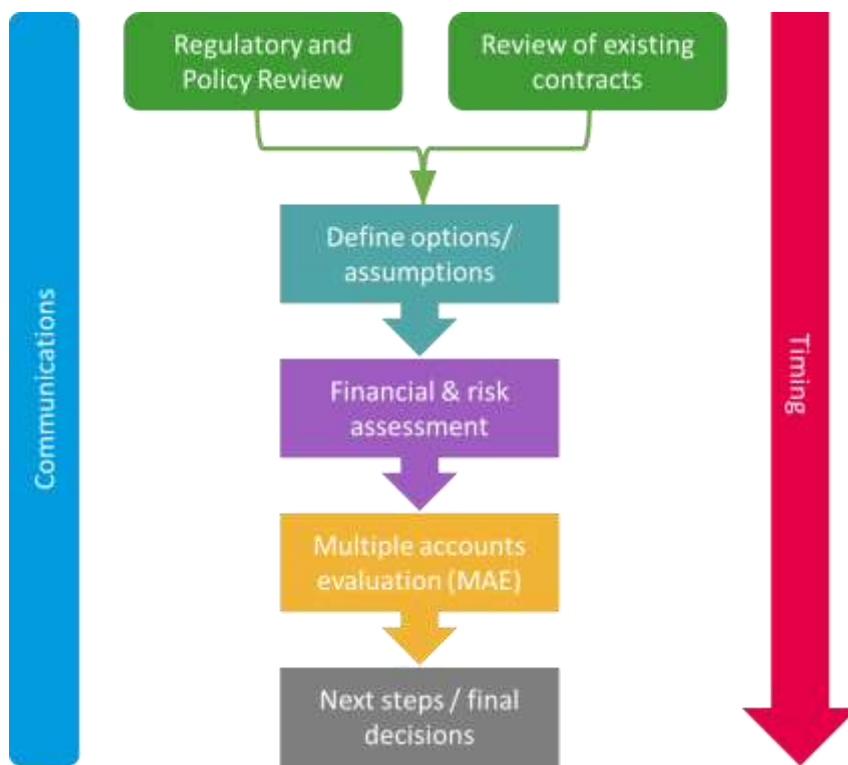 Regulatory and
Policy Review
Review of existing
contracts
Define options/
assumptions
Financial & risk
assessment
Multiple accounts
evaluation (MAE)
Next steps / final
decisions
Communications
Timing